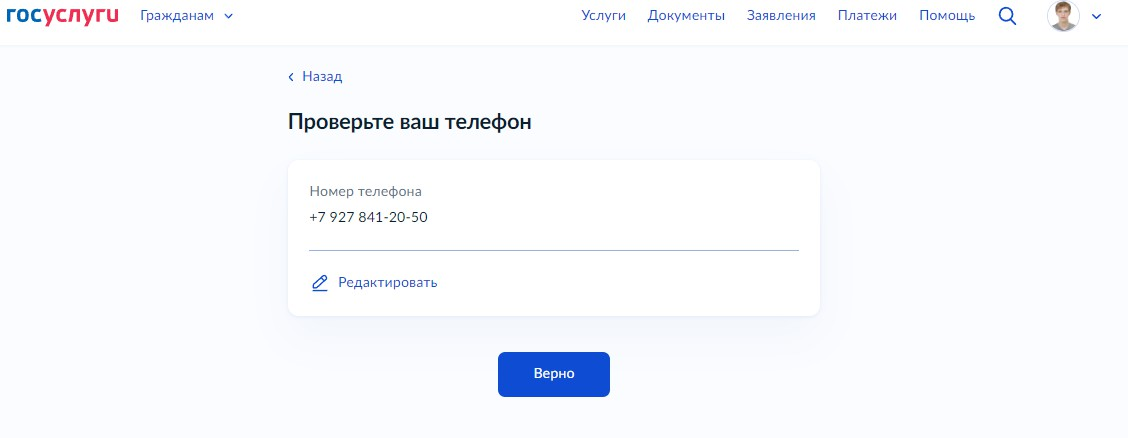 госуслуги Гражданам Услуги Документы Заявления Платежи Помощь
Назад
Проверьте ваш телефон
Номер телефона
+7 927 841-20-50
Редактировать
Верно